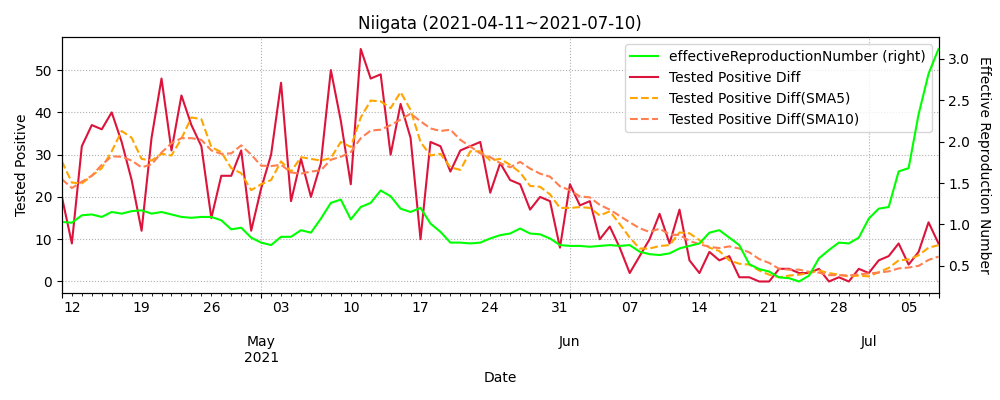 Niigata (2021-04-11~2021-07-10)
effectiveReproductionNumber (right)
Tested Positive Diff
Tested Positive Diff(SMA5)
Tested Positive Diff(SMA10)
Tested Positive
50
40
30
20
10
0
3.0
2.5
2.0
1.5
1.0
0.5
Effective Reproduction Number
12 19 26 03 10 17 24 31 07 14 21 28 05
May Jun Jul
2021
Date